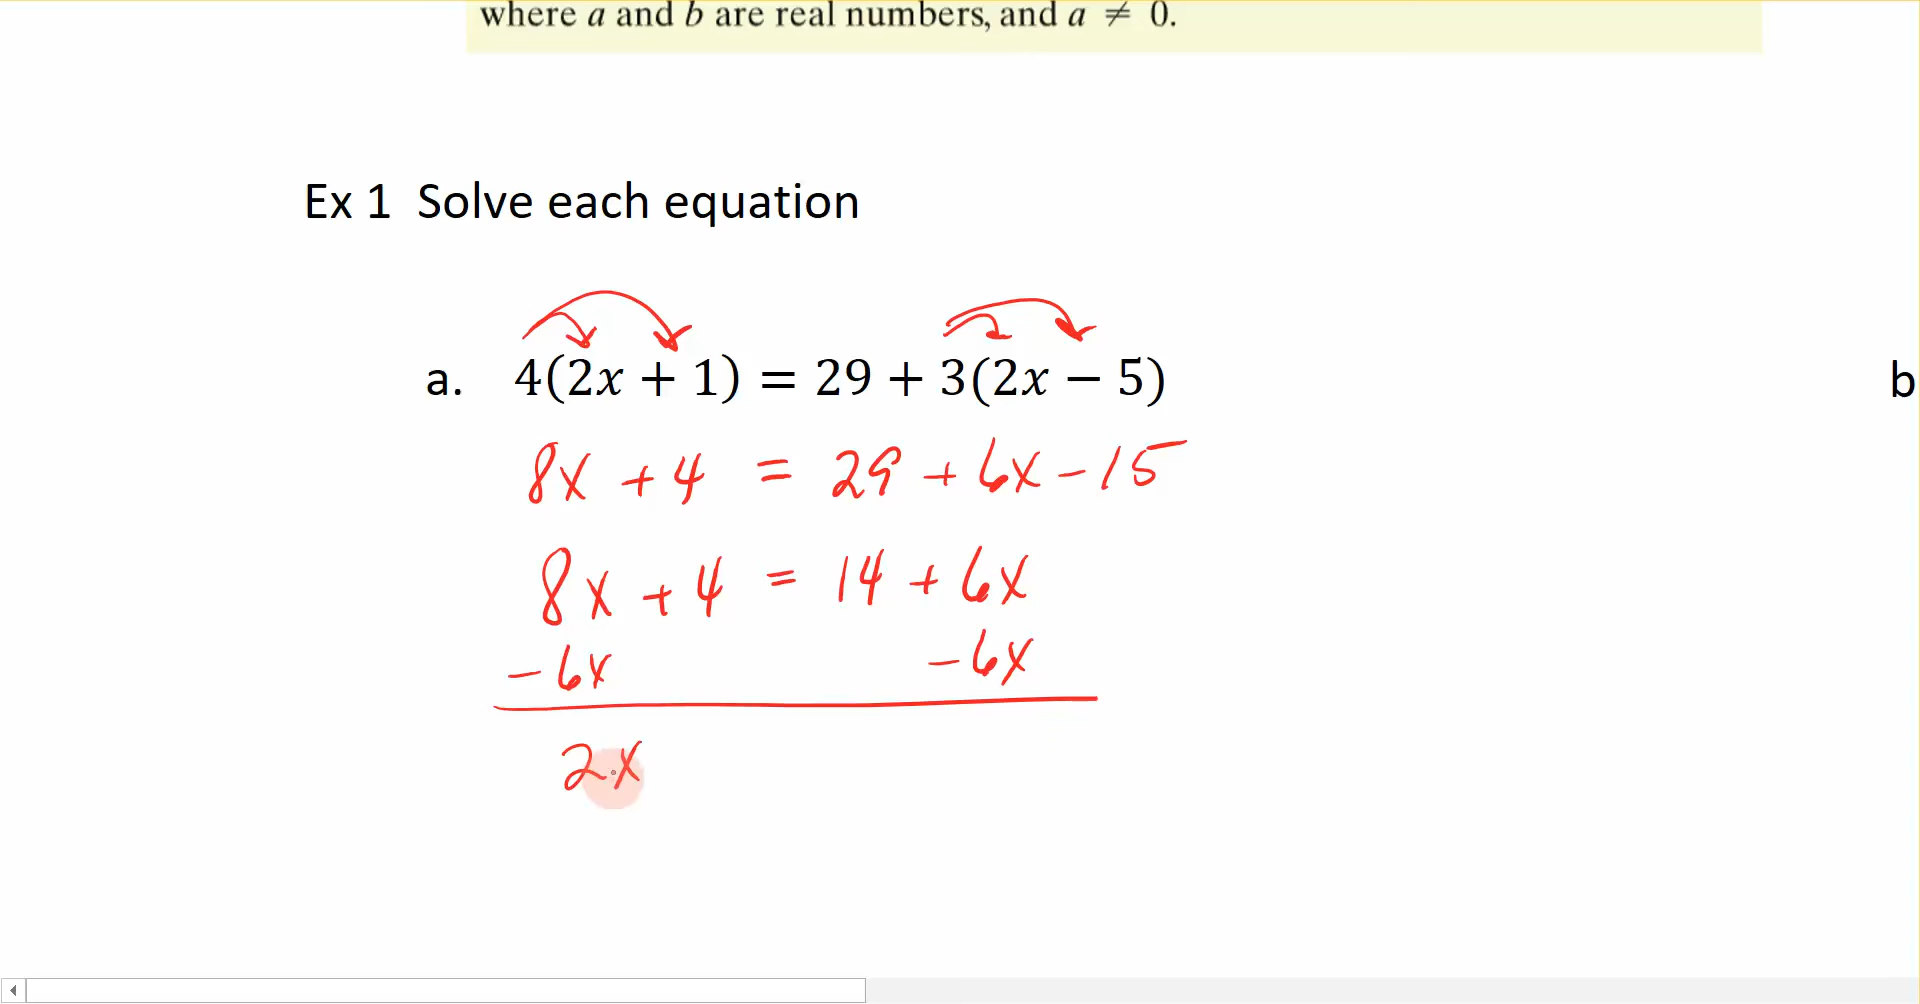 where a and b are real numbers, and a ≠ 0.
Ex 1 Solve each equation
a. 4(2x + 1) = 29 + 3(2x − 5)
b
8x + 4 = 29 + 6x - 15
8x + 4 = 14 + 6x
- 6x - 6x
2x